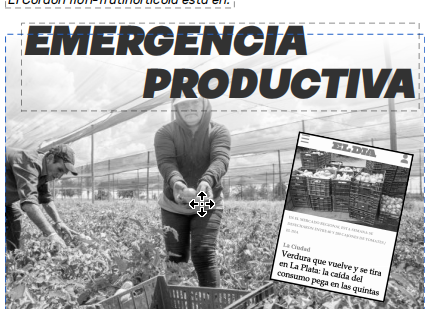 El Cordón flori-frutihortícola está en:
EMERGENCIA
PRODUCTIVA
EL DIA
La Ciudad
Verdura que vuelve y se tira
en La Plata: la caída del
consumo pega en las quintas